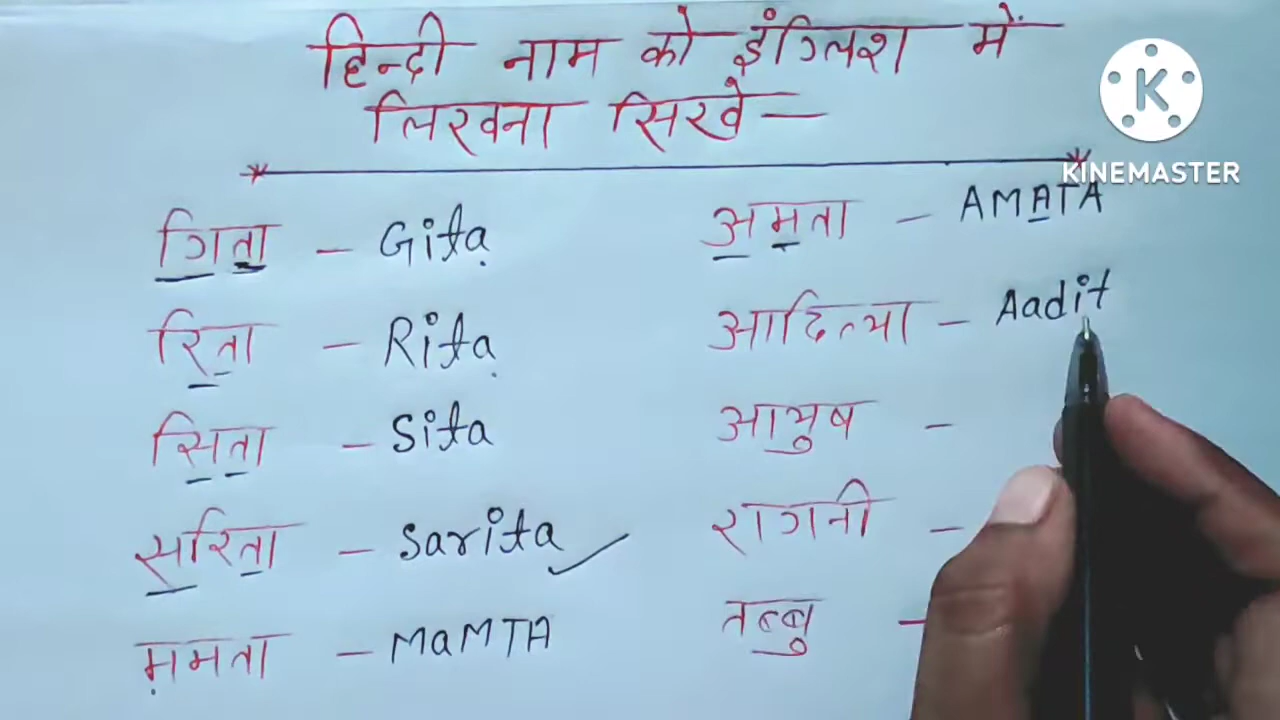 हिन्दी नाम को इंग्लिश में
लिखना सिखे –
K
KINEMASTER
गिता – Gita
रिता – Rita
सिता – Sita
सरिता – Sarita
ममता – MaMTA
अमता – AMATA
आदित्या – Aadit
आयुष –
रागनी –
तब्बु –